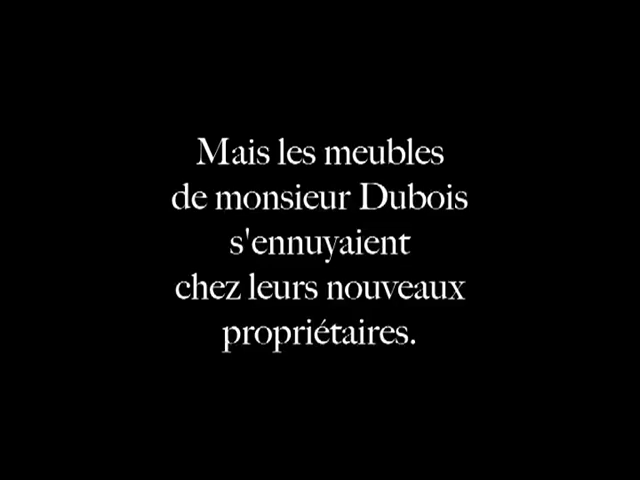 Mais les meubles
de monsieur Dubois
s'ennuyaient
chez leurs nouveaux
propriétaires.